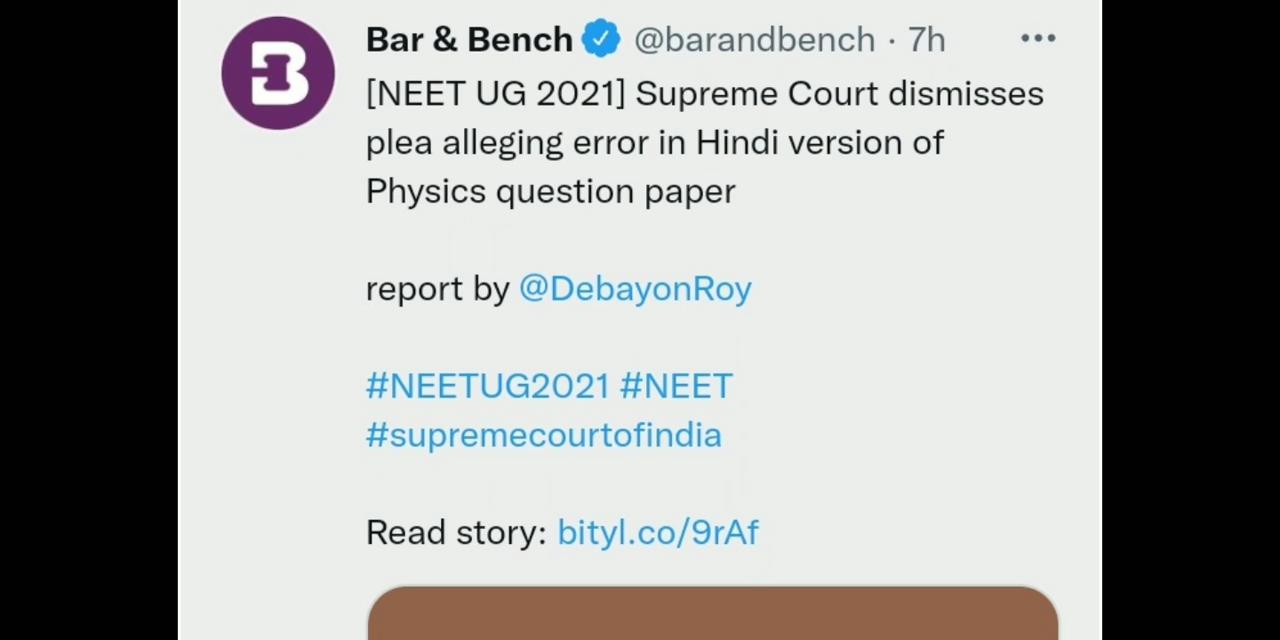 Bar & Bench @barandbench · 7h
[NEET UG 2021] Supreme Court dismisses
plea alleging error in Hindi version of
Physics question paper
report by @DebayonRoy
#NEETUG2021 #NEET
#supremecourtofindia
Read story: bityl.co/9rAf